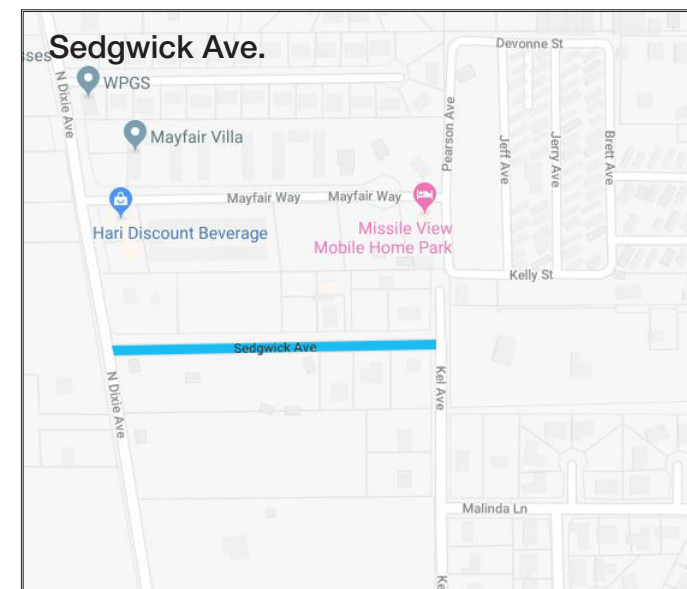 Sedgwick Ave.
sses
Devonne St
N Dixie Ave
WPGS
Pearson Ave
Jeff Ave
Jerry Ave
Brett Ave
Mayfair Villa
Mayfair Way
Mayfair Way
Hari Discount Beverage
Missile View
Mobile Home Park
Kelly St
Sedgwick Ave
N Dixie Ave
Kel Ave
Malinda Ln
Ke